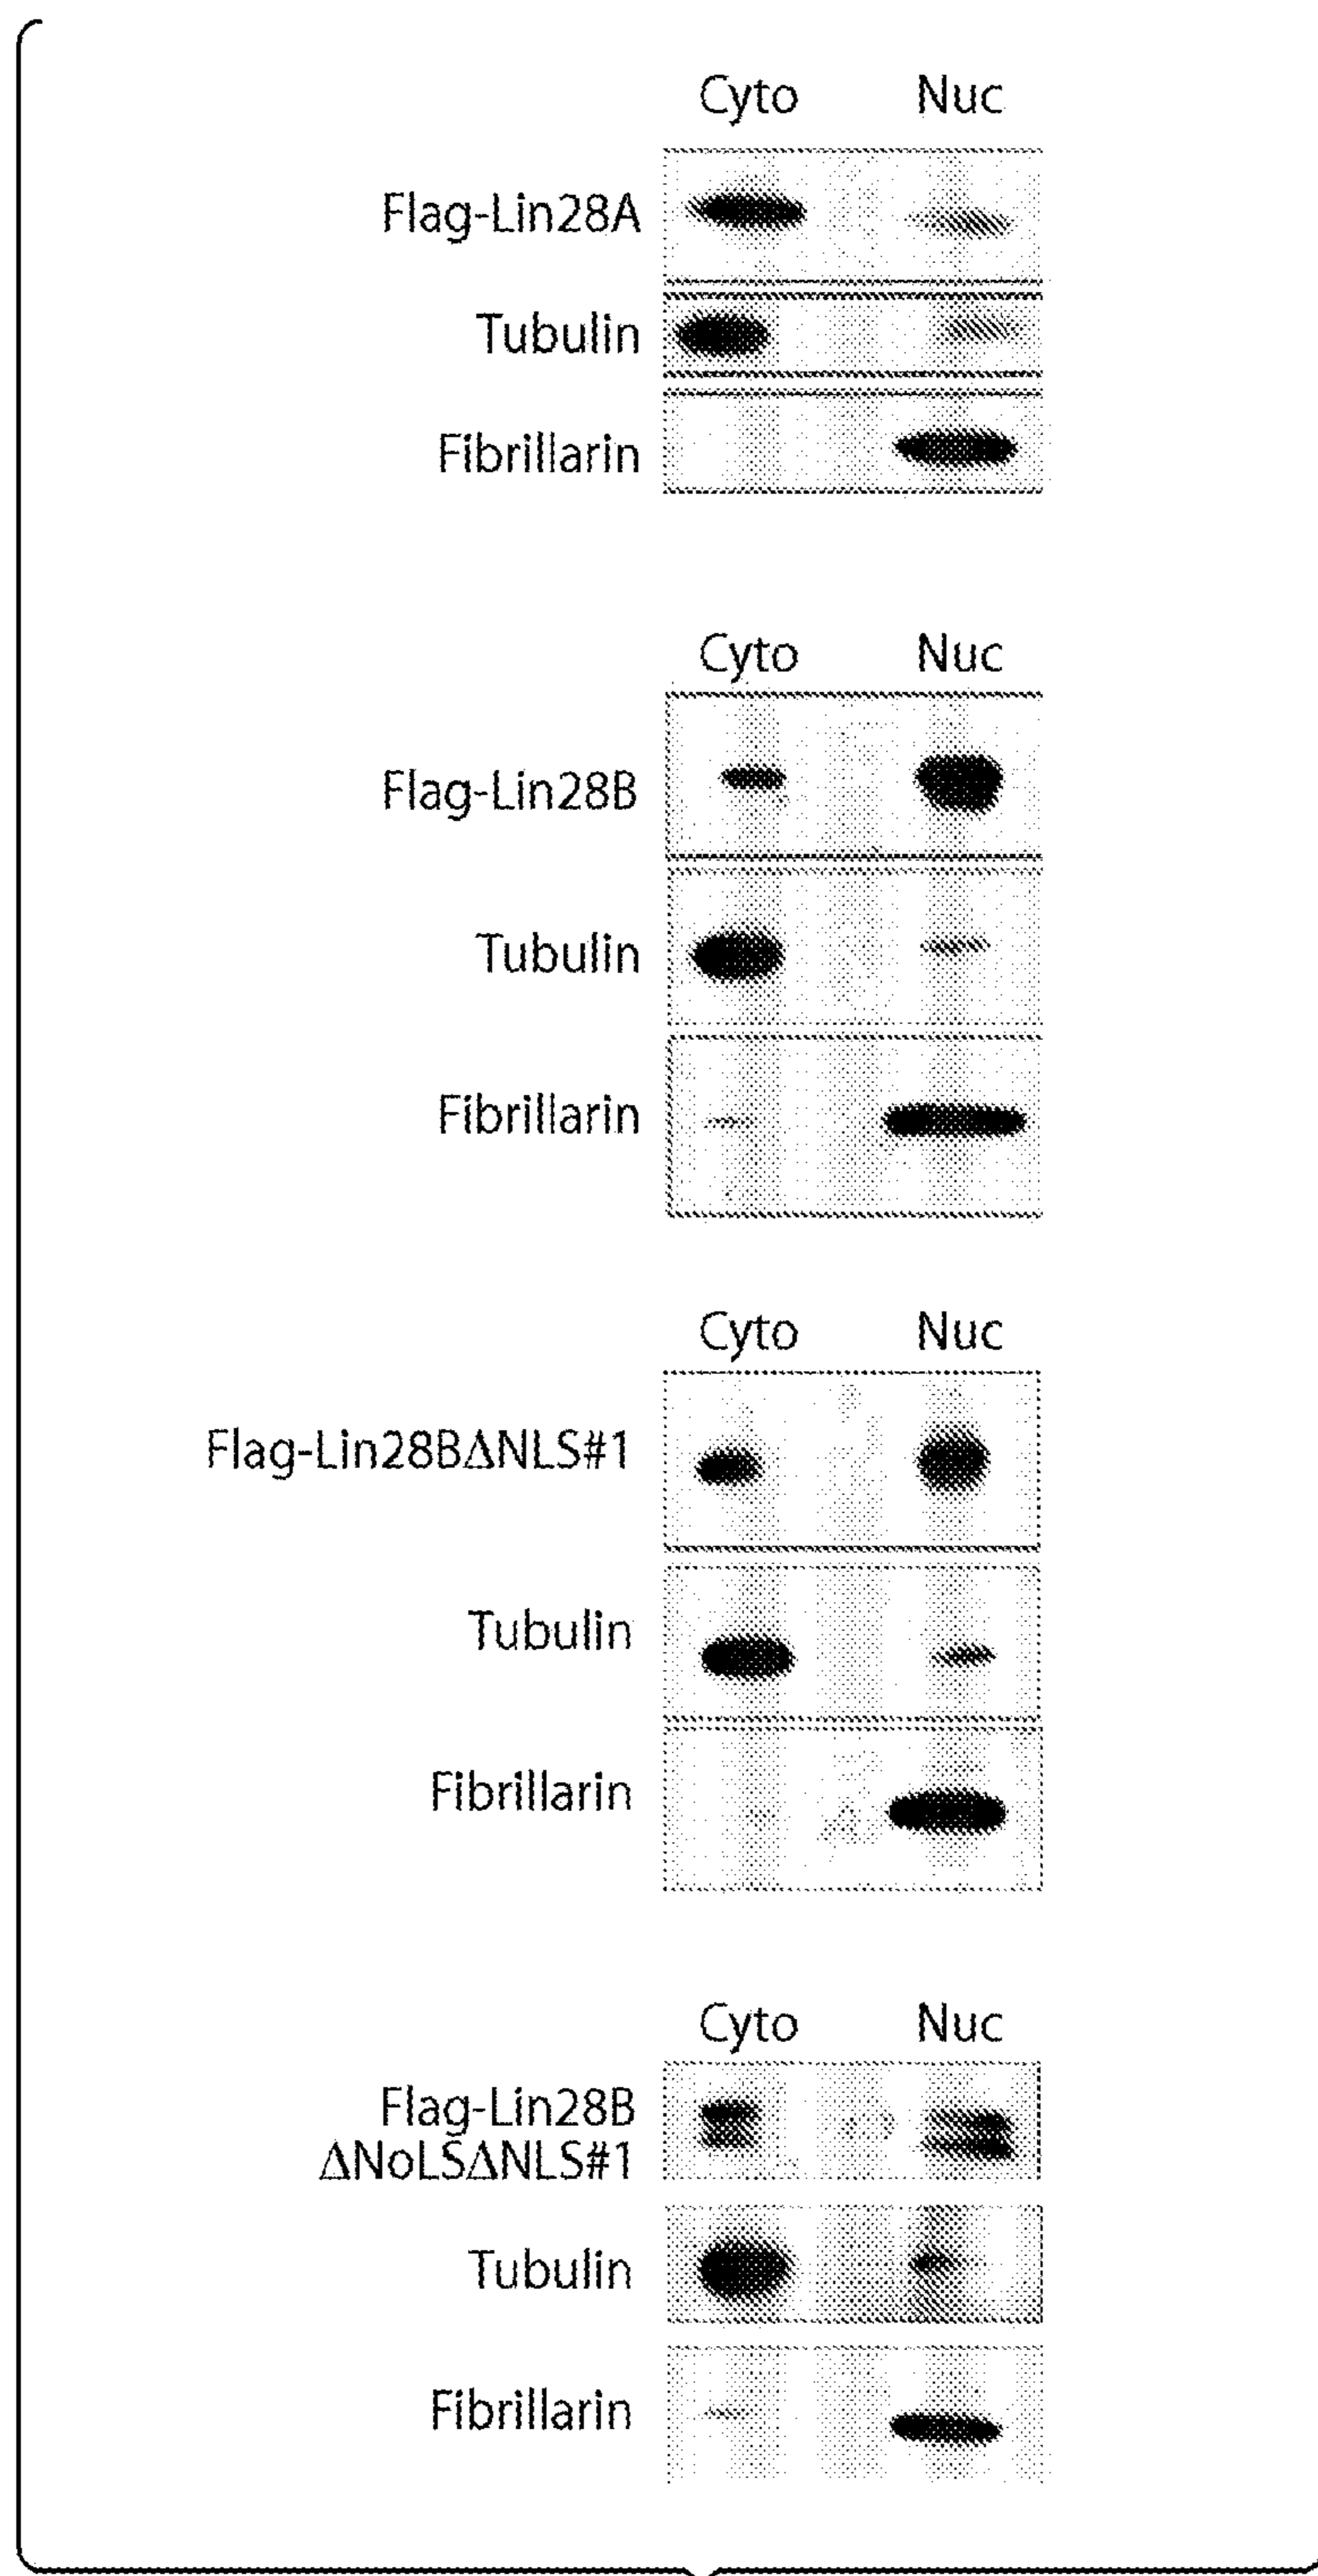 Cyto Nuc
Flag-Lin28A
Tubulin
Fibrillarin
Cyto Nuc
Flag-Lin28B
Tubulin
Fibrillarin
Cyto Nuc
Flag-Lin28BΔNLS#1
Tubulin
Fibrillarin
Cyto Nuc
Flag-Lin28B
ΔNoLSΔNLS#1
Tubulin
Fibrillarin